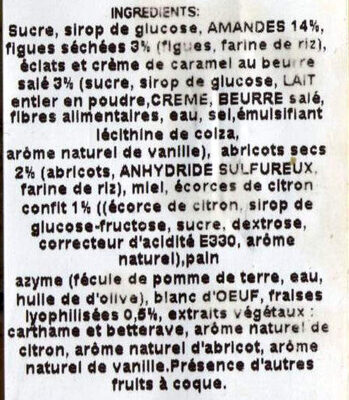 INGREDIENTS:
Sucre, sirop de glucose, AMANDES 14%,
figues séchées 3% (figues, farine de riz),
éclats et crème de caramel au beurre
salé 3% (sucre, sirop de glucose, LAIT
entier en poudre,CREME, BEURRE salé,
fibres alimentaires, eau, sel,émulsifiant
lécithine de colza,
arôme naturel de vanille), abricots secs
2% (abricots, ANHYDRIDE SULFUREUX,
farine de riz), miel, écorces de citron
confit 1% ((écorce de citron, sirop de
glucose-fructose, sucre, dextrose,
correcteur d'acidité E330, arôme
naturel),pain
azyme (fécule de pomme de terre, eau,
huile de d'olive), blanc d'OEUF, fraises
lyophilisées 0,5%, extraits végétaux :
carthame et betterave, arôme naturel de
citron, arôme naturel d'abricot, arôme
naturel de vanille.Présence d'autres
fruits à coque.